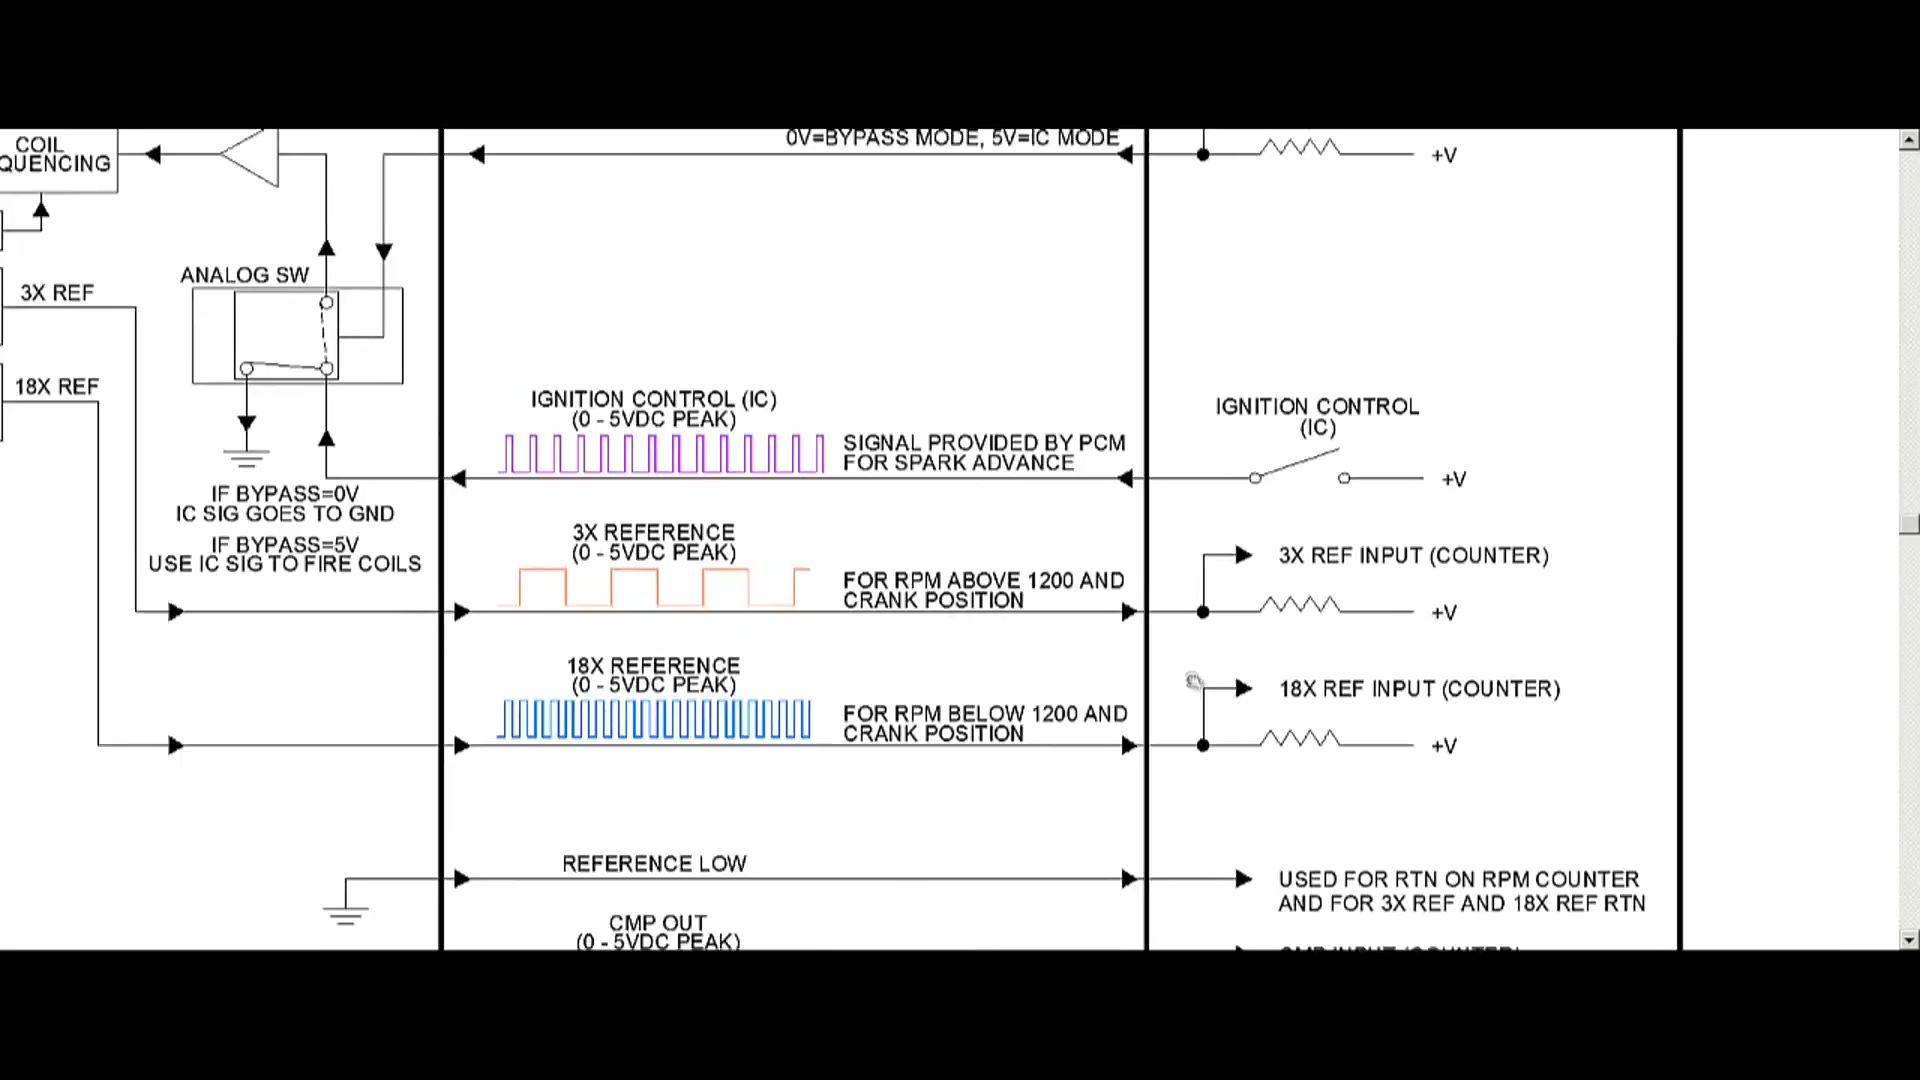 COIL
QUENCING
0V=BYPASS MODE, 5V=IC MODE
+V
ANALOG SW
3X REF
18X REF
IGNITION CONTROL (IC)
(0 - 5VDC PEAK)
SIGNAL PROVIDED BY PCM
FOR SPARK ADVANCE
IGNITION CONTROL
(IC)
+V
IF BYPASS=0V
IC SIG GOES TO GND
IF BYPASS=5V
USE IC SIG TO FIRE COILS
3X REFERENCE
(0 - 5VDC PEAK)
FOR RPM ABOVE 1200 AND
CRANK POSITION
3X REF INPUT (COUNTER)
+V
18X REFERENCE
(0 - 5VDC PEAK)
FOR RPM BELOW 1200 AND
CRANK POSITION
18X REF INPUT (COUNTER)
+V
REFERENCE LOW
USED FOR RTN ON RPM COUNTER
AND FOR 3X REF AND 18X REF RTN
CMP OUT
(0 - 5VDC PEAK)